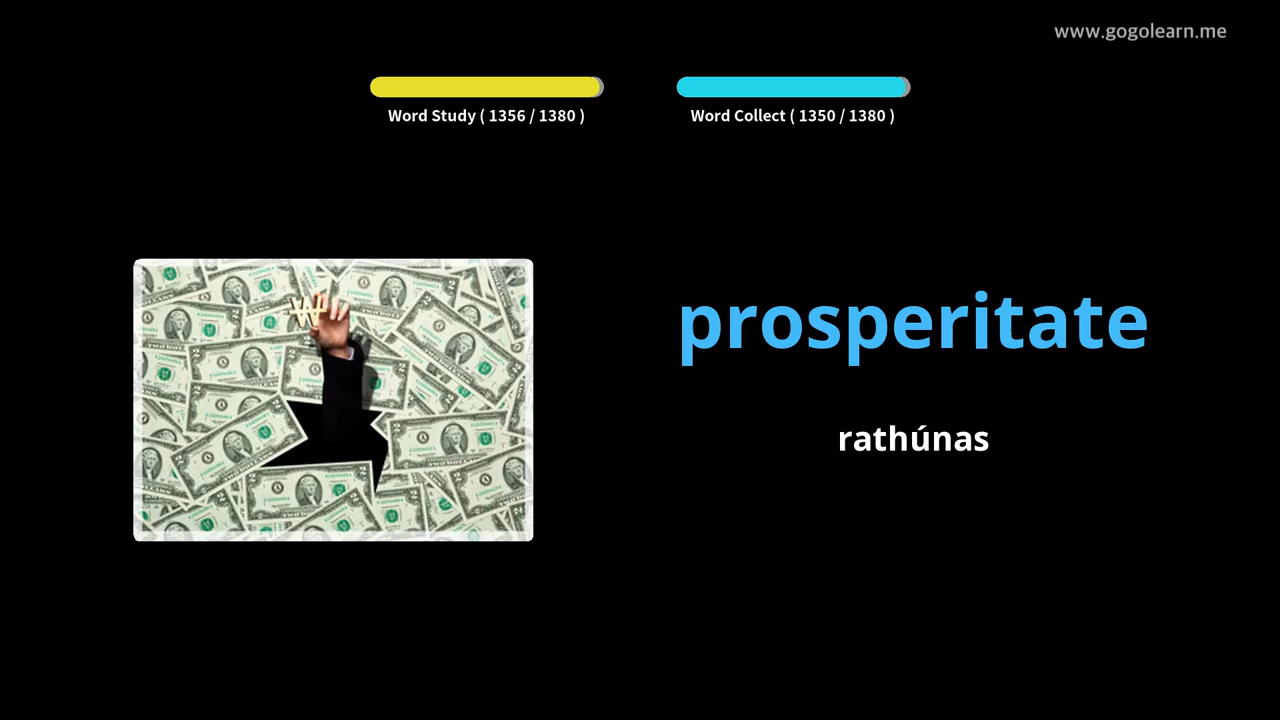 www.gogolearn.me
Word Study ( 1356 / 1380 )
Word Collect ( 1350 / 1380 )
prosperitate
₩
rathúnas